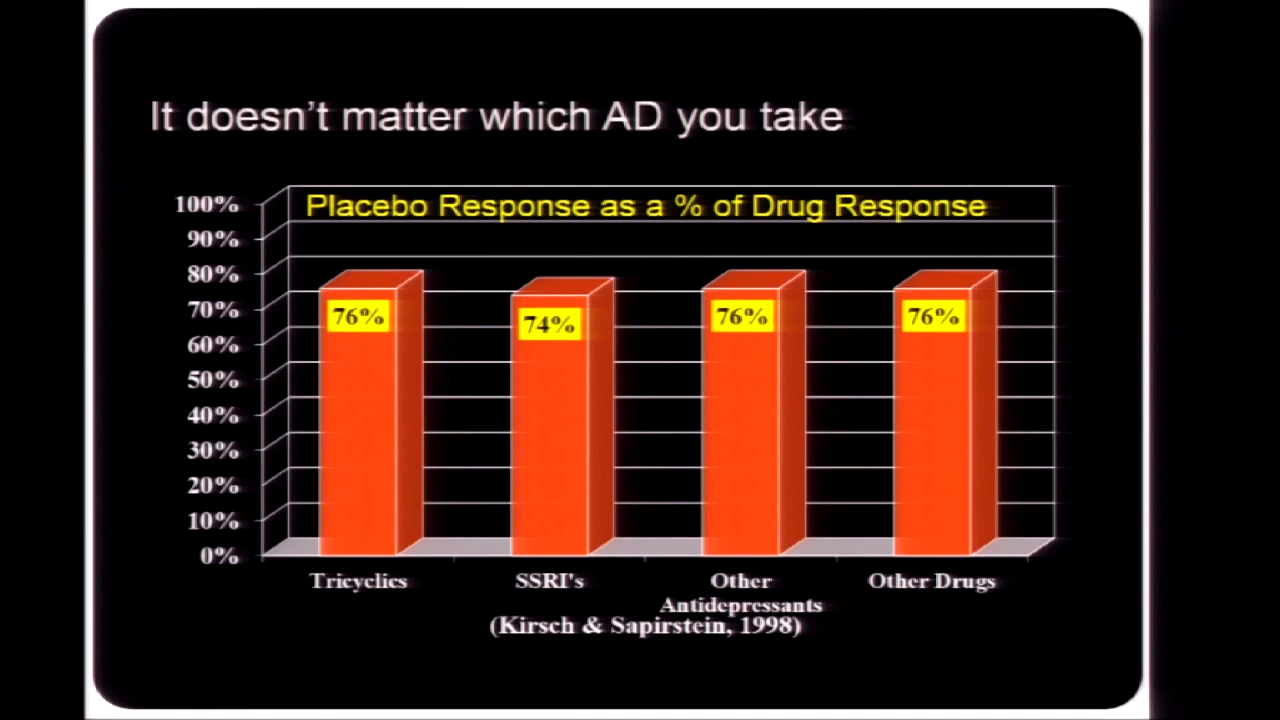 It doesn't matter which AD you take
Placebo Response as a % of Drug Response
100%
90%
80%
70%
60%
50%
40%
30%
20%
10%
0%
76%
74%
76%
76%
Tricyclics
SSRI's
Other
Antidepressants
Other Drugs
(Kirsch & Sapirstein, 1998)